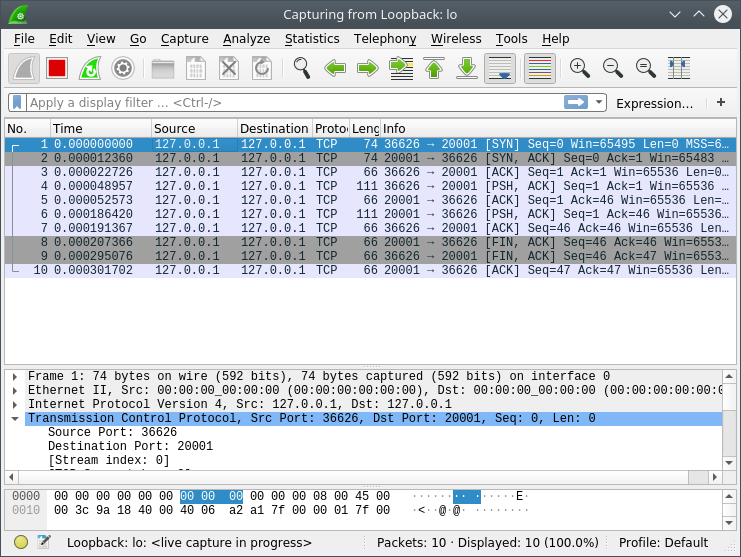 Capturing from Loopback: lo
File Edit View Go Capture Analyze Statistics Telephony Wireless Tools Help
Apply a display filter ... <Ctrl-/> Expression... +
No. Time Source Destination Proto Leng Info
1 0.000000000 127.0.0.1 127.0.0.1 TCP 74 36626 → 20001 [SYN] Seq=0 Win=65495 Len=0 MSS=6…
2 0.000012360 127.0.0.1 127.0.0.1 TCP 74 20001 → 36626 [SYN, ACK] Seq=0 Ack=1 Win=65483 …
3 0.000022726 127.0.0.1 127.0.0.1 TCP 66 36626 → 20001 [ACK] Seq=1 Ack=1 Win=65536 Len=0…
4 0.000048957 127.0.0.1 127.0.0.1 TCP 111 36626 → 20001 [PSH, ACK] Seq=1 Ack=1 Win=65536 …
5 0.000052573 127.0.0.1 127.0.0.1 TCP 66 20001 → 36626 [ACK] Seq=1 Ack=46 Win=65536 Len=…
6 0.000186420 127.0.0.1 127.0.0.1 TCP 111 20001 → 36626 [PSH, ACK] Seq=1 Ack=46 Win=65536…
7 0.000191367 127.0.0.1 127.0.0.1 TCP 66 36626 → 20001 [ACK] Seq=46 Ack=46 Win=65536 Len…
8 0.000207366 127.0.0.1 127.0.0.1 TCP 66 20001 → 36626 [FIN, ACK] Seq=46 Ack=46 Win=6553…
9 0.000295076 127.0.0.1 127.0.0.1 TCP 66 36626 → 20001 [FIN, ACK] Seq=46 Ack=47 Win=6553…
10 0.000301702 127.0.0.1 127.0.0.1 TCP 66 20001 → 36626 [ACK] Seq=47 Ack=47 Win=65536 Len…
Frame 1: 74 bytes on wire (592 bits), 74 bytes captured (592 bits) on interface 0
Ethernet II, Src: 00:00:00_00:00:00 (00:00:00:00:00:00), Dst: 00:00:00_00:00:00 (00:00:00:00:0
Internet Protocol Version 4, Src: 127.0.0.1, Dst: 127.0.0.1
Transmission Control Protocol, Src Port: 36626, Dst Port: 20001, Seq: 0, Len: 0
Source Port: 36626
Destination Port: 20001
[Stream index: 0]
0000 00 00 00 00 00 00 00 00 00 00 00 00 08 00 45 00 ········ ······E·
0010 00 3c 9a 18 40 00 40 06 a2 a1 7f 00 00 01 7f 00 ·<··@·@· ········
Loopback: lo: <live capture in progress> Packets: 10 · Displayed: 10 (100.0%) Profile: Default